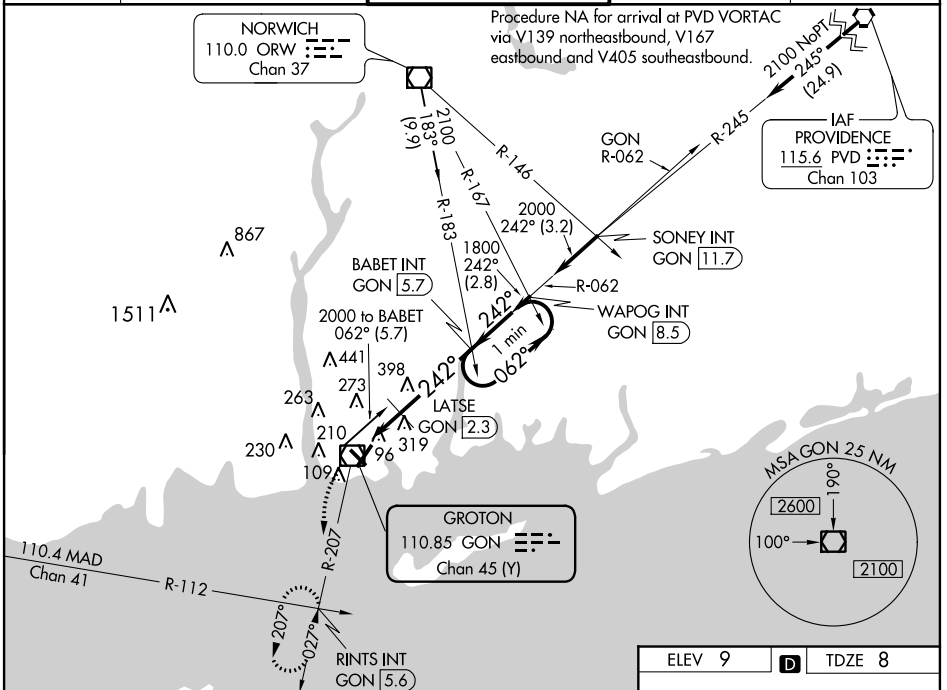 NORWICH
110.0 ORW
Chan 37
Procedure NA for arrival at PVD VORTAC
via V139 northeastbound, V167
eastbound and V405 southeastbound.
2100 NoPT
245°
(24.9)
IAF
PROVIDENCE
115.6 PVD
Chan 103
R-245
GON
R-062
2100
183°
(9.9)
R-146
R-167
R-183
2000
242° (3.2)
SONEY INT
GON 11.7
867
1511
BABET INT
GON 5.7
1800
242°
(2.8)
R-062
WAPOG INT
GON 8.5
242°
1 min
062°
2000 to BABET
062° (5.7)
441
398
273
263
242°
LATSE
GON 2.3
210
230
319
96
109
MSA GON 25 NM
190°
2600
100°
2100
GROTON
110.85 GON
Chan 45 (Y)
R-207
110.4 MAD
Chan 41
R-112
207°
027°
RINTS INT
GON 5.6
ELEV 9
D
TDZE 8